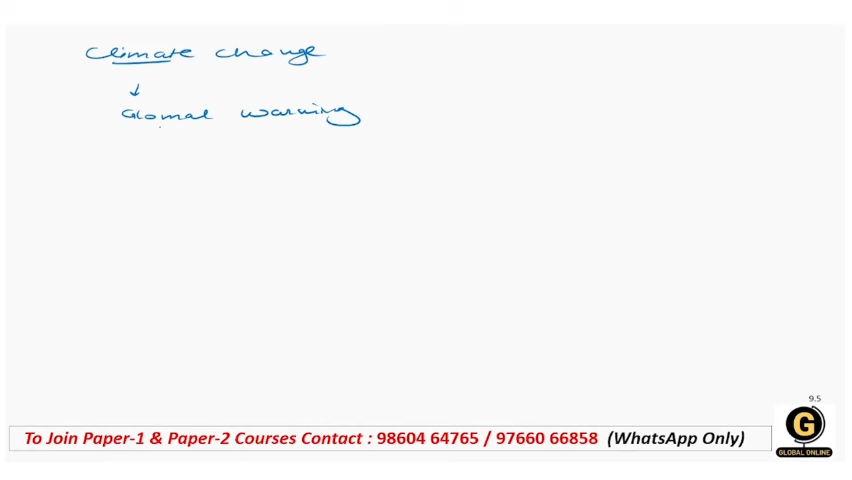 Climate change
↓
Glomal warming
9.5
To Join Paper-1 & Paper-2 Courses Contact : 98604 64765 / 97660 66858 (WhatsApp Only)
G
GLOBAL ONLINE